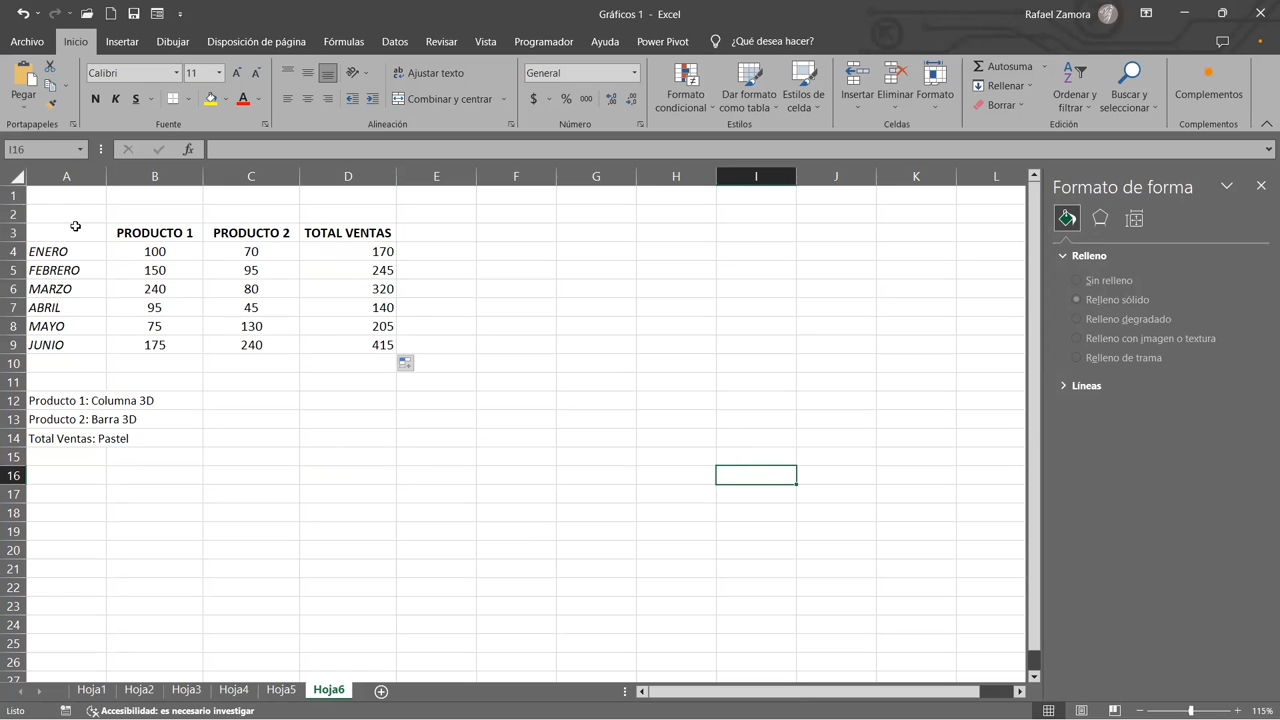 Gráficos 1 - Excel
Rafael Zamora
Archivo Inicio Insertar Dibujar Disposición de página Fórmulas Datos Revisar Vista Programador Ayuda Power Pivot ¿Qué desea hacer?
Pegar
Portapapeles
Calibri 11
N K S
Fuente
Ajustar texto
Combinar y centrar
Alineación
General
$ % 000
Número
Formato condicional
Dar formato como tabla
Estilos de celda
Estilos
Insertar Eliminar Formato
Celdas
Autosuma
Rellenar
Borrar
Ordenar y filtrar
Buscar y seleccionar
Edición
Complementos
Complementos
I16 fx
A B C D E F G H I J K L
1
2
3 PRODUCTO 1 PRODUCTO 2 TOTAL VENTAS
4 ENERO 100 70 170
5 FEBRERO 150 95 245
6 MARZO 240 80 320
7 ABRIL 95 45 140
8 MAYO 75 130 205
9 JUNIO 175 240 415
10
11
12 Producto 1: Columna 3D
13 Producto 2: Barra 3D
14 Total Ventas: Pastel
15
16
17
18
19
20
21
22
23
24
25
26
27
Formato de forma
Relleno
Sin relleno
Relleno sólido
Relleno degradado
Relleno con imagen o textura
Relleno de trama
Líneas
Hoja1 Hoja2 Hoja3 Hoja4 Hoja5 Hoja6
Listo Accesibilidad: es necesario investigar 115%